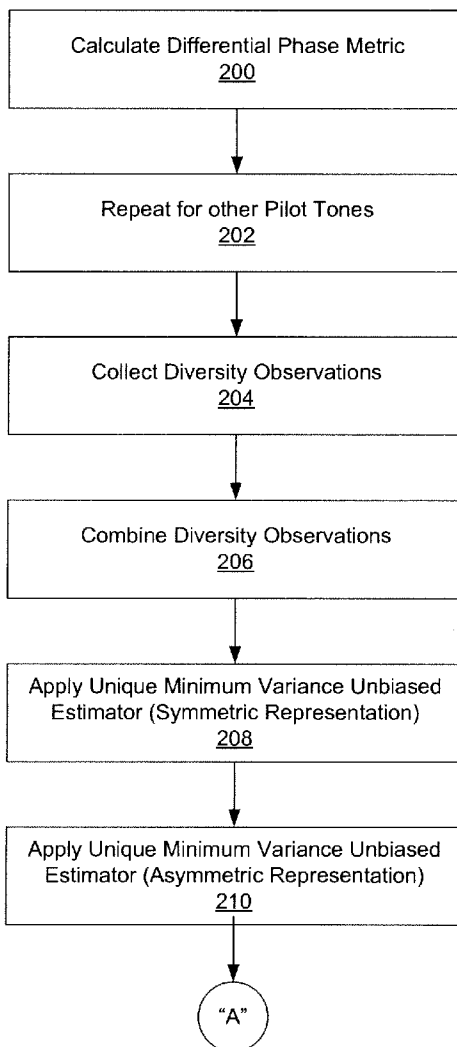 Calculate Differential Phase Metric
200
Repeat for other Pilot Tones
202
Collect Diversity Observations
204
Combine Diversity Observations
206
Apply Unique Minimum Variance Unbiased
Estimator (Symmetric Representation)
208
Apply Unique Minimum Variance Unbiased
Estimator (Asymmetric Representation)
210
“A”